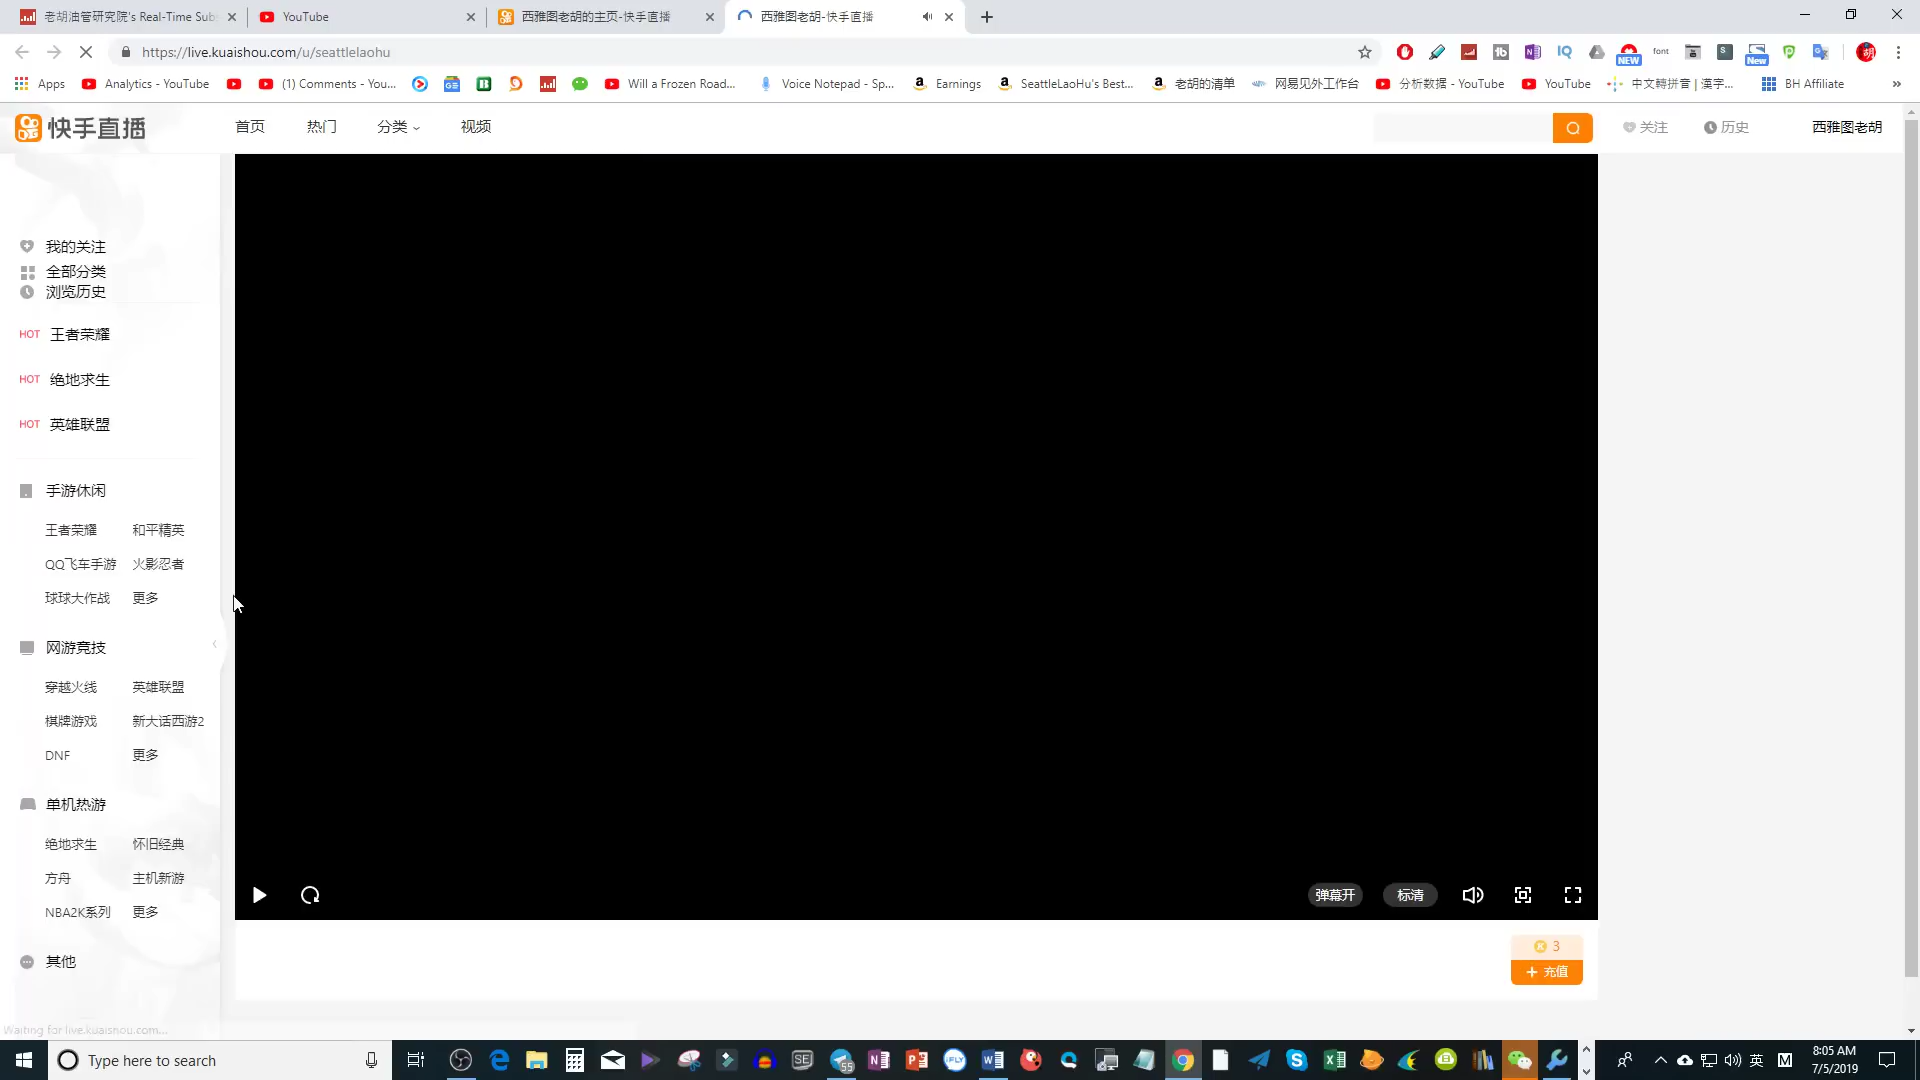 老胡油管研究院's Real-Time Sub
YouTube
西雅图老胡的主页-快手直播
西雅图老胡-快手直播
https://live.kuaishou.com/u/seattlelaohu
font
NEW
New
Apps
Analytics - YouTube
(1) Comments - You...
Will a Frozen Road...
Voice Notepad - Sp...
Earnings
SeattleLaoHu's Best...
老胡的清单
网易见外工作台
分析数据 - YouTube
YouTube
中文轉拼音 | 漢字...
BH Affiliate
快手直播
首页
热门
分类
视频
关注
历史
西雅图老胡
我的关注
全部分类
浏览历史
HOT 王者荣耀
HOT 绝地求生
HOT 英雄联盟
手游休闲
王者荣耀 和平精英
QQ飞车手游 火影忍者
球球大作战 更多
网游竞技
穿越火线 英雄联盟
棋牌游戏 新大话西游2
DNF 更多
单机热游
绝地求生 怀旧经典
方舟 主机新游
NBA2K系列 更多
其他
弹幕开
标清
3
+ 充值
Waiting for live.kuaishou.com...
Type here to search
55
英
M
8:05 AM
7/5/2019